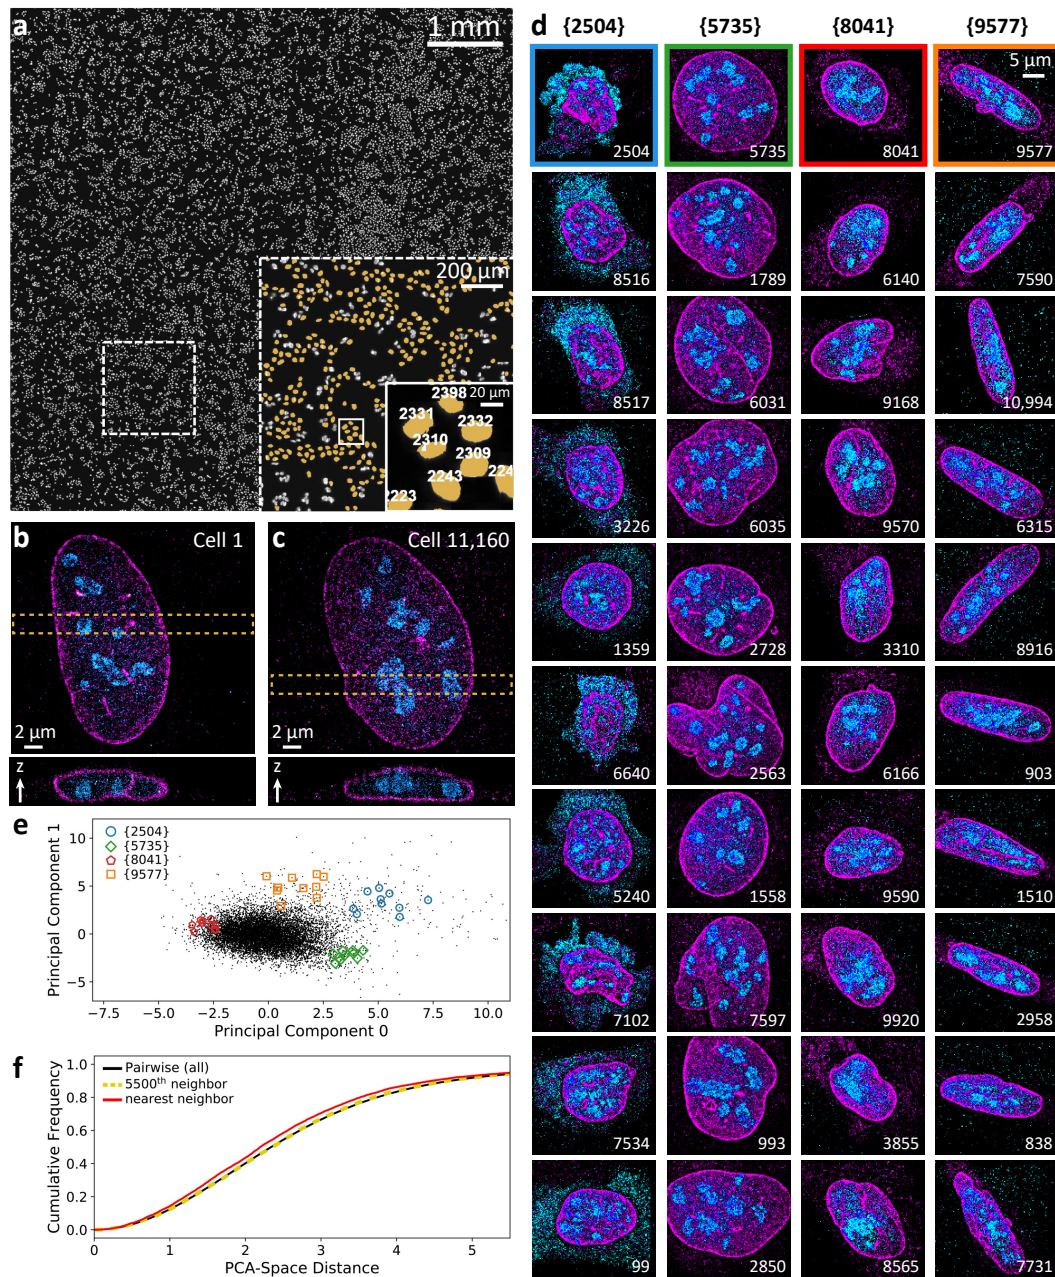 a
1 mm
200 µm
20 µm
2398
2331
2332
2310
2309
2243
224
2223
b
Cell 1
2 µm
z
c
Cell 11,160
2 µm
z
d
{2504} {5735} {8041} {9577}
5 µm
2504 5735 8041 9577
8516 1789 6140 7590
8517 6031 9168 10,994
3226 6035 9570 6315
1359 2728 3310 8916
6640 2563 6166 903
5240 1558 9590 1510
7102 7597 9920 2958
7534 993 3855 838
99 2850 8565 7731
e
Principal Component 1
10
5
0
−5
{2504}
{5735}
{8041}
{9577}
−7.5 −5.0 −2.5 0.0 2.5 5.0 7.5 10.0
Principal Component 0
f
Cumulative Frequency
1.0
0.8
0.6
0.4
0.2
0.0
Pairwise (all)
5500th neighbor
nearest neighbor
0 1 2 3 4 5
PCA-Space Distance